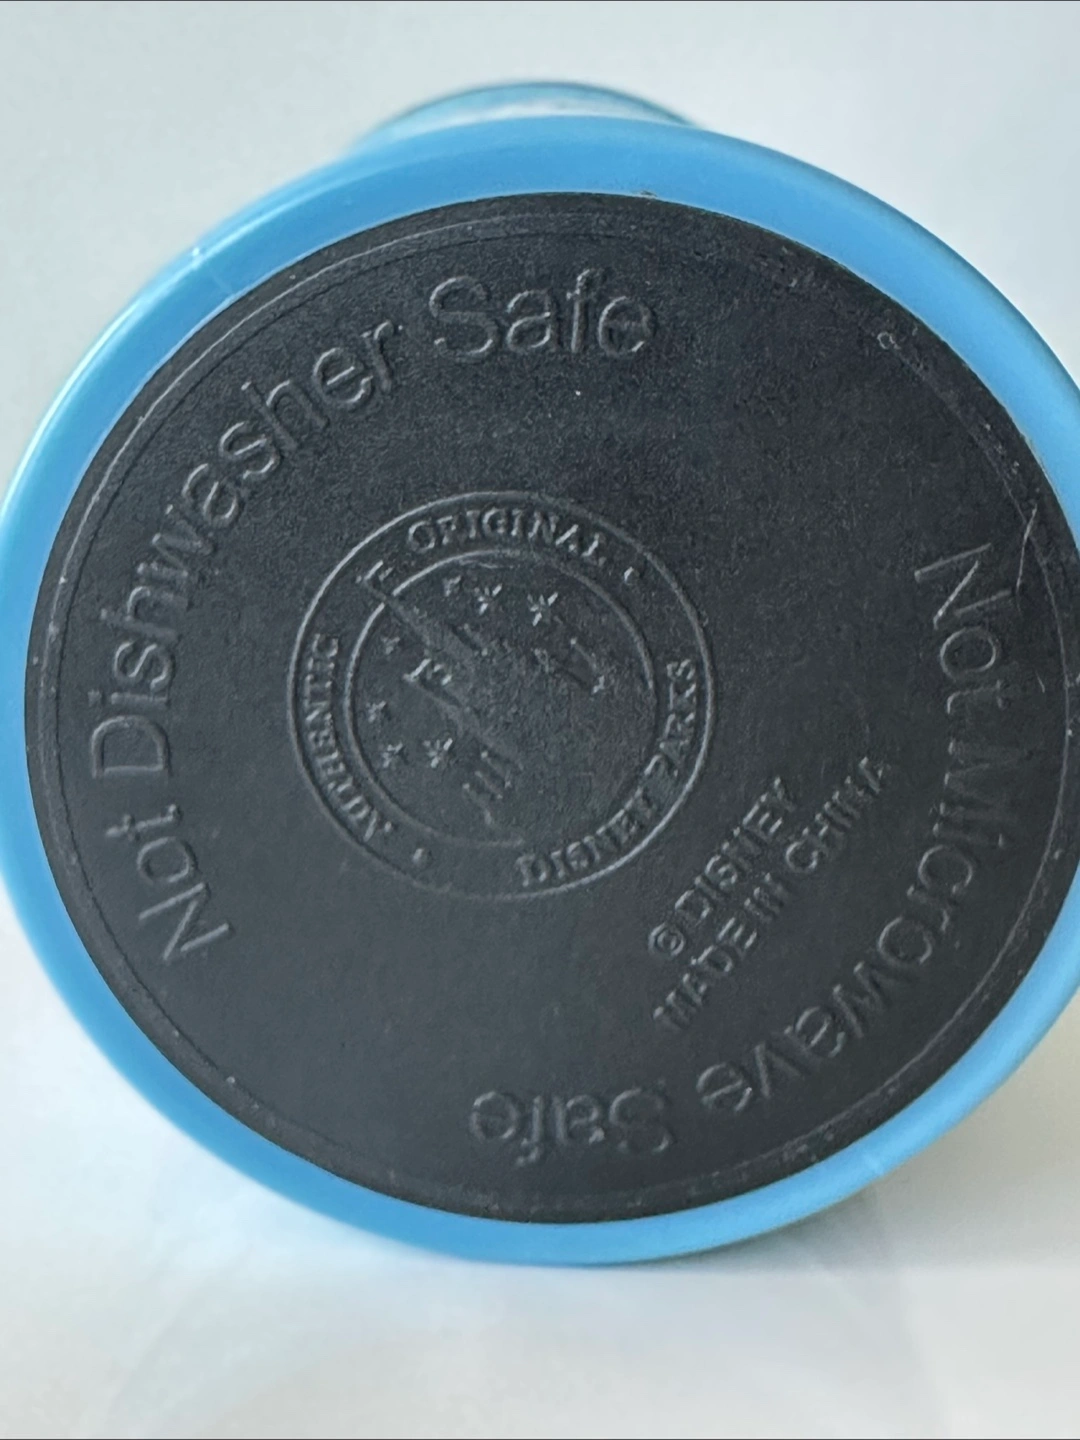 Not Dishwasher Safe
Not Microwave Safe
AUTHENTIC • ORIGINAL •
DISNEY PARKS
© DISNEY
MADE IN CHINA